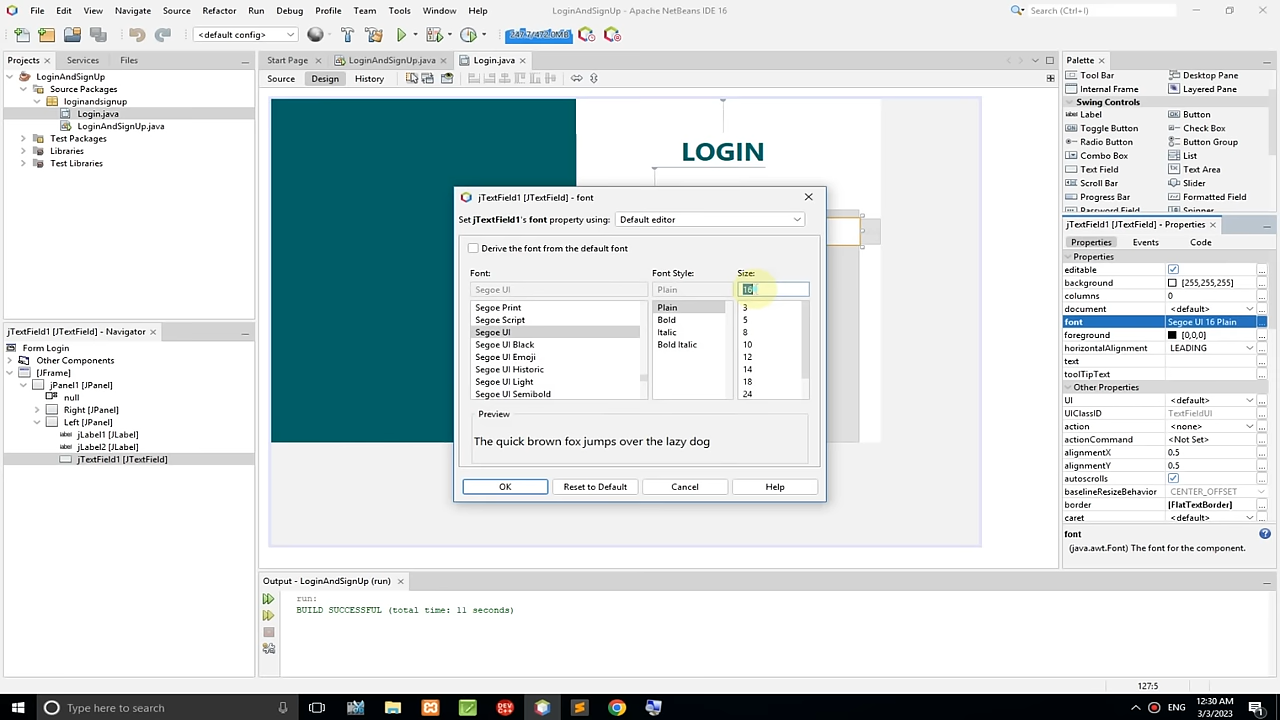 File Edit View Navigate Source Refactor Run Debug Profile Team Tools Window Help LoginAndSignUp - Apache NetBeans IDE 16 Search (Ctrl+I)
<default config>
Projects Services Files
Start Page LoginAndSignUp.java Login.java
Source Design History
LoginAndSignUp
Source Packages
loginandsignup
Login.java
LoginAndSignUp.java
Test Packages
Libraries
Test Libraries
jTextField1 [JTextField] - Navigator
Form Login
Other Components
[JFrame]
jPanel1 [JPanel]
null
Right [JPanel]
Left [JPanel]
jLabel1 [JLabel]
jLabel2 [JLabel]
jTextField1 [JTextField]
LOGIN
jTextField1 [JTextField] - font
Set jTextField1's font property using: Default editor
Derive the font from the default font
Font: Font Style: Size:
Segoe UI Plain 16
Segoe Print Plain 3
Segoe Script Bold 5
Segoe UI Italic 8
Segoe UI Black Bold Italic 10
Segoe UI Emoji 12
Segoe UI Historic 14
Segoe UI Light 18
Segoe UI Semibold 24
Preview
The quick brown fox jumps over the lazy dog
OK Reset to Default Cancel Help
Output - LoginAndSignUp (run)
run:
BUILD SUCCESSFUL (total time: 11 seconds)
Palette
Tool Bar Desktop Pane
Internal Frame Layered Pane
Swing Controls
Label Button
Toggle Button Check Box
Radio Button Button Group
Combo Box List
Text Field Text Area
Scroll Bar Slider
Progress Bar Formatted Field
Password Field Spinner
jTextField1 [JTextField] - Properties
Properties Events Code
Properties
editable
background [255,255,255]
columns 0
document <default>
font Segoe UI 16 Plain
foreground [0,0,0]
horizontalAlignment LEADING
text
toolTipText
Other Properties
UI <default>
UIClassID TextFieldUI
action <none>
actionCommand <Not Set>
alignmentX 0.5
alignmentY 0.5
autoscrolls
baselineResizeBehavior CENTER_OFFSET
border [FlatTextBorder]
caret <default>
font
(java.awt.Font) The font for the component.
127:5
Type here to search
ENG
12:30 AM
3/3/2023